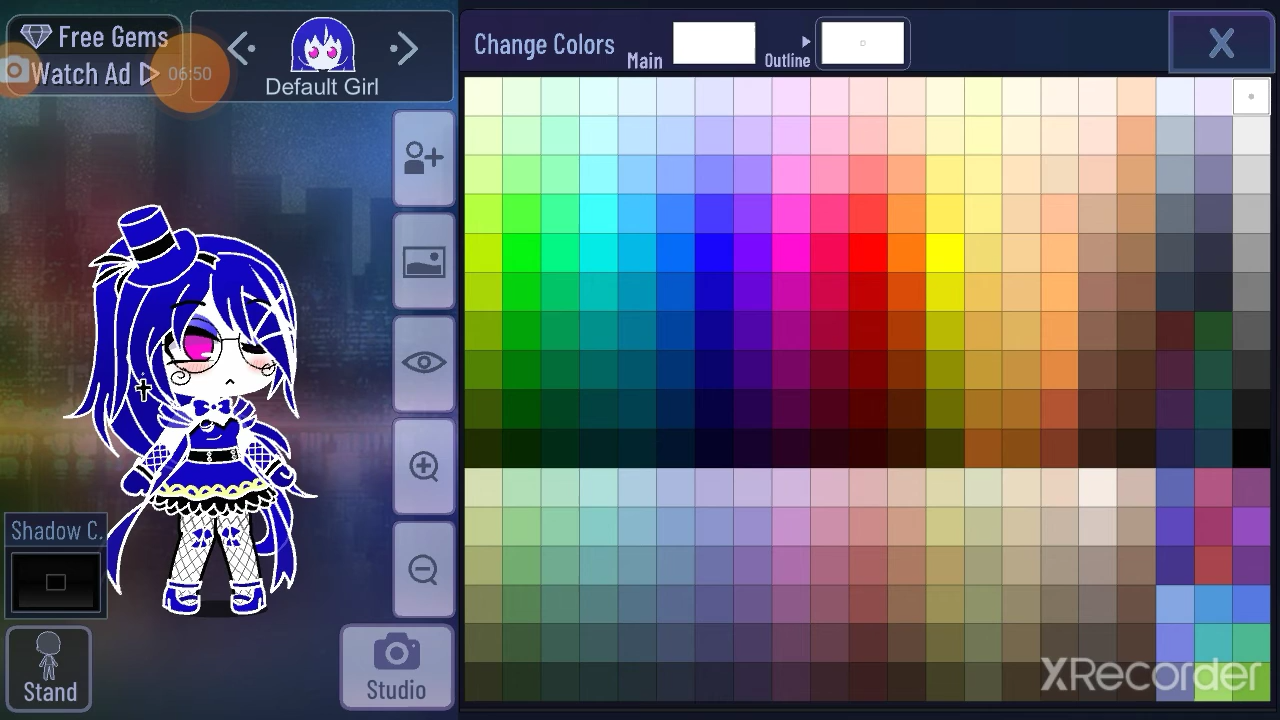 Free Gems
Watch Ad
06:50
Default Girl
Change Colors
Main
Outline
Shadow C.
Stand
Studio
XRecorder